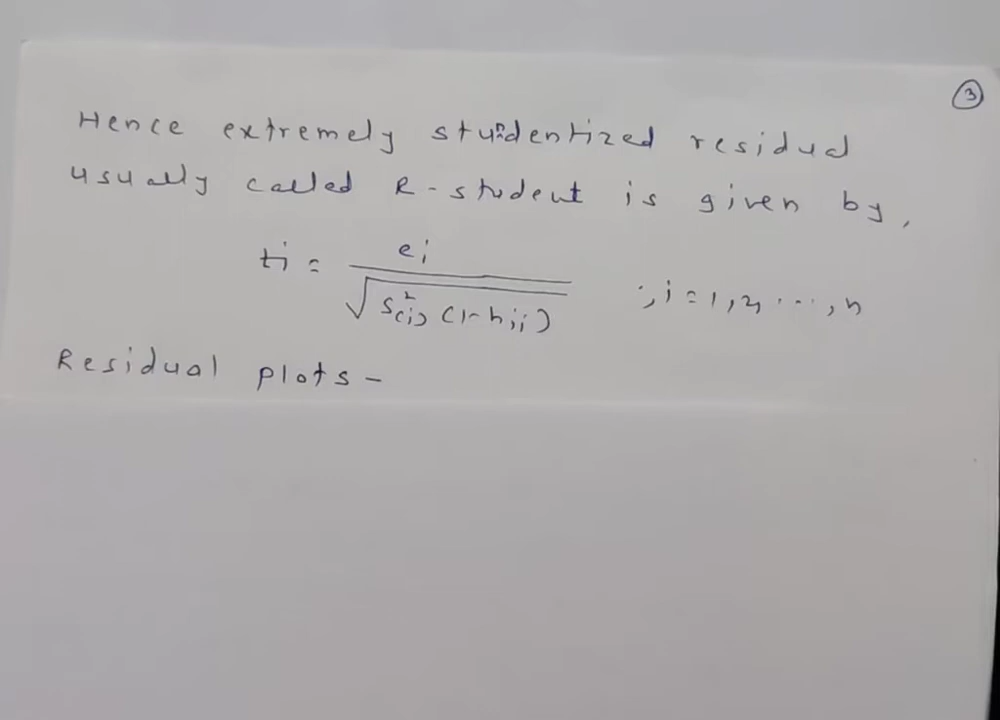 ③
Hence extremely studentized residual
usually called R-student is given by,
ti = ei / √(S²(i) (1-hii)) ; i = 1, 2, ..., n
Residual plots -